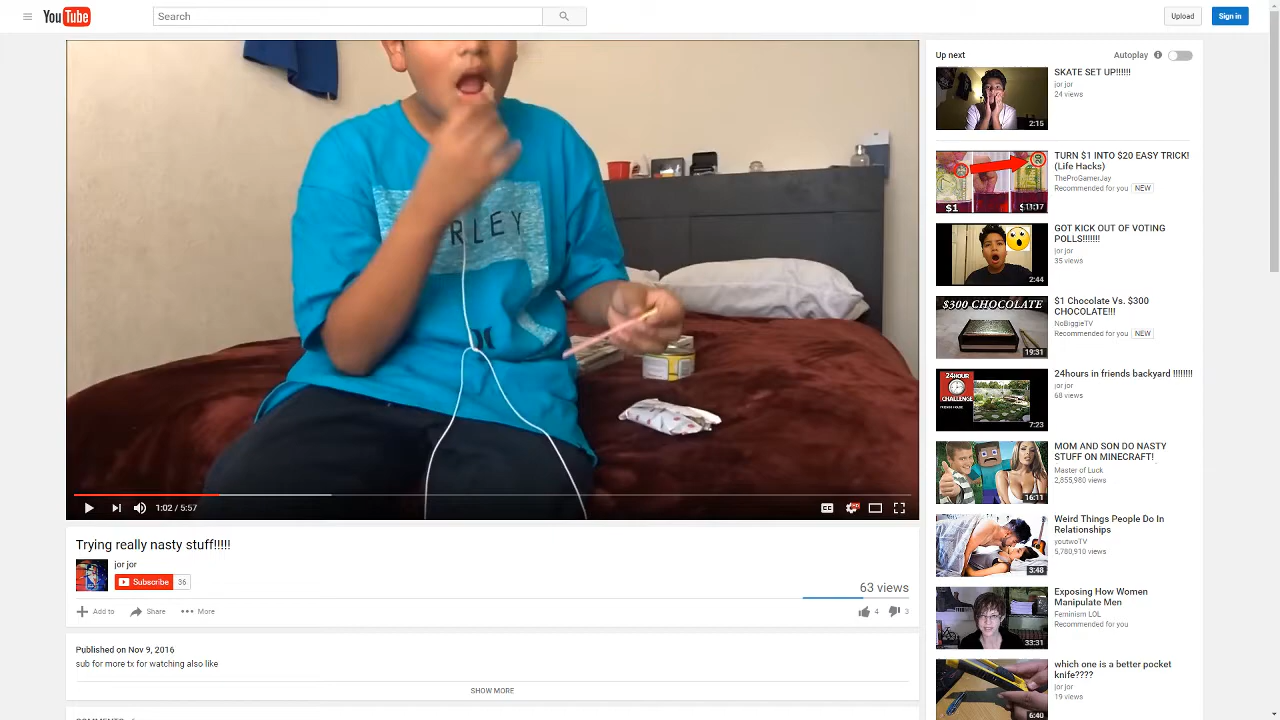 YouTube
Search
Upload
Sign in
1:02 / 5:57
Trying really nasty stuff!!!!!
jor jor
Subscribe 36
63 views
Add to
Share
More
4
3
Published on Nov 9, 2016
sub for more tx for watching also like
SHOW MORE
Up next
Autoplay
SKATE SET UP!!!!!!
jor jor
24 views
2:15
TURN $1 INTO $20 EASY TRICK!
(Life Hacks)
TheProGamerJay
Recommended for you NEW
$1
11:17
GOT KICK OUT OF VOTING
POLLS!!!!!!!
jor jor
35 views
2:44
$1 Chocolate Vs. $300
CHOCOLATE!!!
NoBiggieTV
Recommended for you NEW
$300 CHOCOLATE
19:31
24hours in friends backyard !!!!!!!!
jor jor
68 views
24HOUR
CHALLENGE
7:23
MOM AND SON DO NASTY
STUFF ON MINECRAFT!
Master of Luck
2,855,980 views
16:11
Weird Things People Do In
Relationships
youtwoTV
5,780,910 views
3:48
Exposing How Women
Manipulate Men
Feminism LOL
Recommended for you
33:31
which one is a better pocket
knife????
jor jor
19 views
6:40